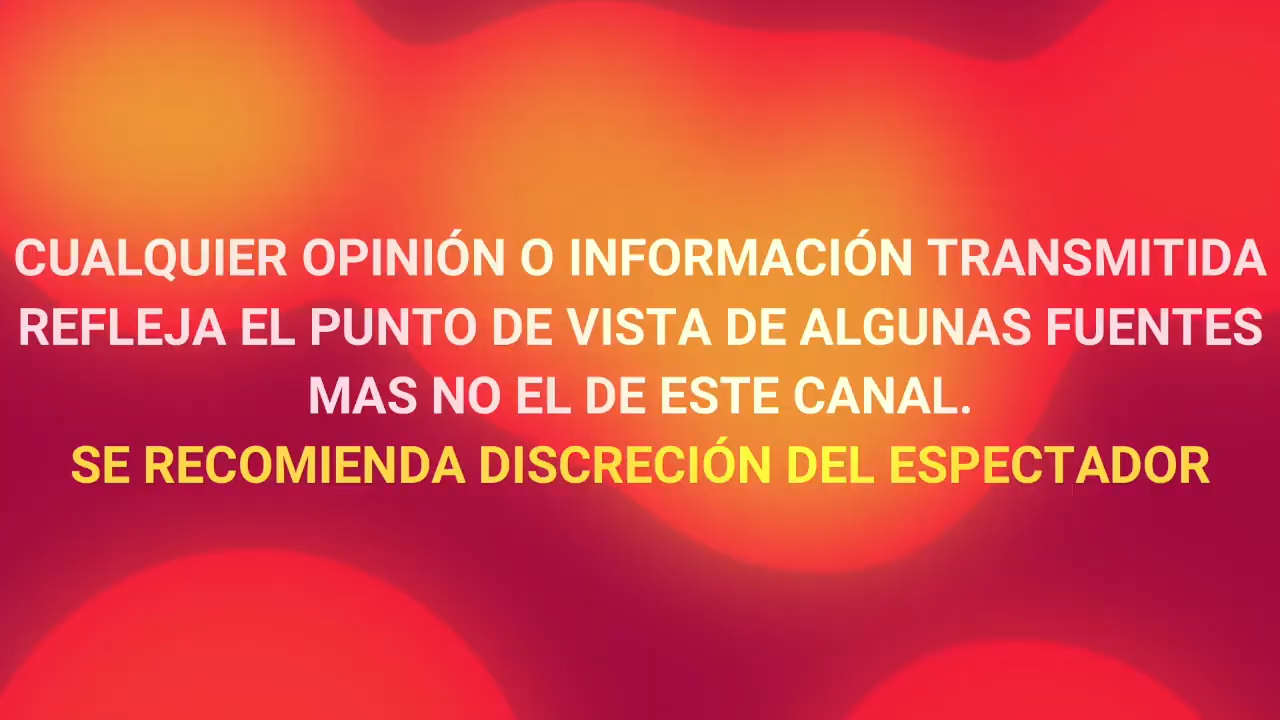 CUALQUIER OPINIÓN O INFORMACIÓN TRANSMITIDA
REFLEJA EL PUNTO DE VISTA DE ALGUNAS FUENTES
MAS NO EL DE ESTE CANAL.
SE RECOMIENDA DISCRECIÓN DEL ESPECTADOR